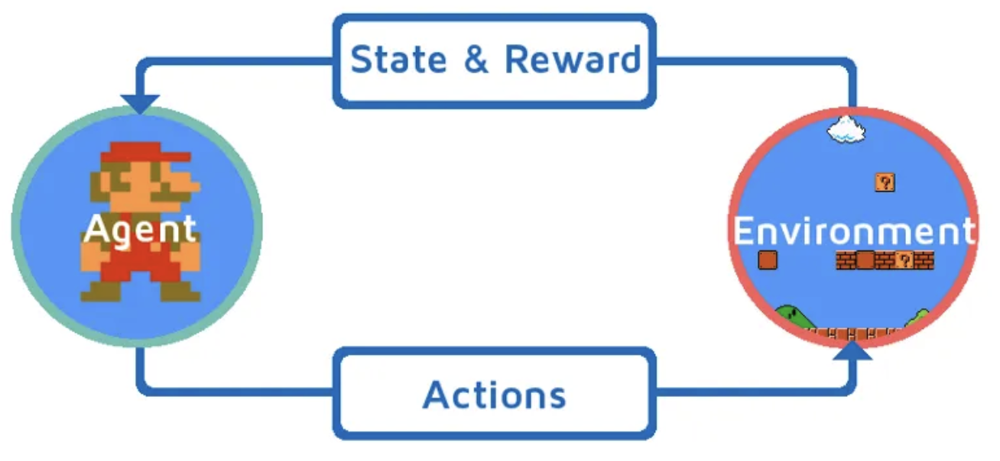 State & Reward
Agent
Environment
?
?
Actions